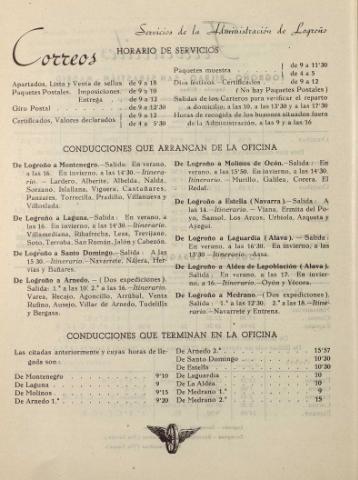 Servicios de la Administración de Logroño
Correos
HORARIO DE SERVICIOS
Apartados, Lista y Venta de sellos de 9 a 18
Paquetes Postales. Imposiciones. de 9 a 18
Entrega . . de 9 a 12
Giro Postal . . . . de 9 a 12'30
Certificados, Valores declarados de 9 a 12
de 4 a 5'30
Paquetes muestra de 9 a 11'30
de 4 a 5
Días festivos.-Certificados . de 9 a 12
(No hay Paquetes Postales)
Salidas de los Carteros para verificar el reparto
a domicilio, a las 10, a las 12'30 y a las 17'30
Horas de recogida de los buzones situados fuera
de la Administración, a las 9 y a las 16
CONDUCCIONES QUE ARRANCAN DE LA OFICINA
De Logroño a Montenegro.-Salida: En verano,
a las 16. En invierno, a las 14'30.-Itinera-
rio. - Lardero, Alberite, Albelda, Nalda,
Sorzano, Islallana, Viguera, Castañares,
Panzares, Torrecilla, Pradillo, Villanueva y
Villoslada.
De Logroño a Laguna.-Salida: En verano, a
las 16. En invierno, a las 14'30.-Itinerario.
Villamediana, Ribafrecha, Leza, Trevijano,
Soto, Terroba, San Román, Jalón y Cabezón.
De Logroño a Santo Domingo.-Salida: A las
15'30.-Itinerario.-Navarrete, Nájera, Her-
vías y Bañares.
De Logroño a Arnedo. - (Dos expediciones).
Salida: 1.ª a las 10; 2.ª a las 16.-Itinerario.
Varea, Recajo, Agoncillo, Arrúbal, Venta
Rufino, Ausejo, Villar de Arnedo, Tudelilla
y Bergasa.
De Logroño a Molinos de Ocón.-Salida: En
verano, a las 15'50. En invierno, a las 14'30.
Itinerario. - Murillo, Galilea, Corera, El
Redal.
De Logroño a Estella (Navarra).-Salida: A
las 14.-Itinerario. - Viana, Ermita del Po-
yo, Sansol, Los Arcos, Urbiola, Azqueta y
Ayegui.
De Logroño a Laguardia (Alava).-Salida: En
verano, a las 16'30. En invierno, a las
15'30.-Itinerario.-Assa.
De Logroño a Aldea de Lapoblación (Alava).
Salida: En verano, a las 17. En invier-
no, a 16.-Itinerario.-Oyón y Yécora.
De Logroño a Medrano.-(Dos expediciones).
Salida: 1.ª a las 12'30. 2.ª a las 18.-Itine-
rario.-Navarrete y Entrena.
CONDUCCIONES QUE TERMINAN EN LA OFICINA
Las citadas anteriormente y cuyas horas de lle-
gada son:
De Montenegro 9'10
De Laguna 9
De Molinos 9'15
De Arnedo 1.ª 9'20
De Arnedo 2.ª 15'57
De Santo Domingo 10'30
De Estella 10'30
De Laguardia 10
De La Aldea 10
De Medrano 1.ª 9
De Medrano 2.ª 15